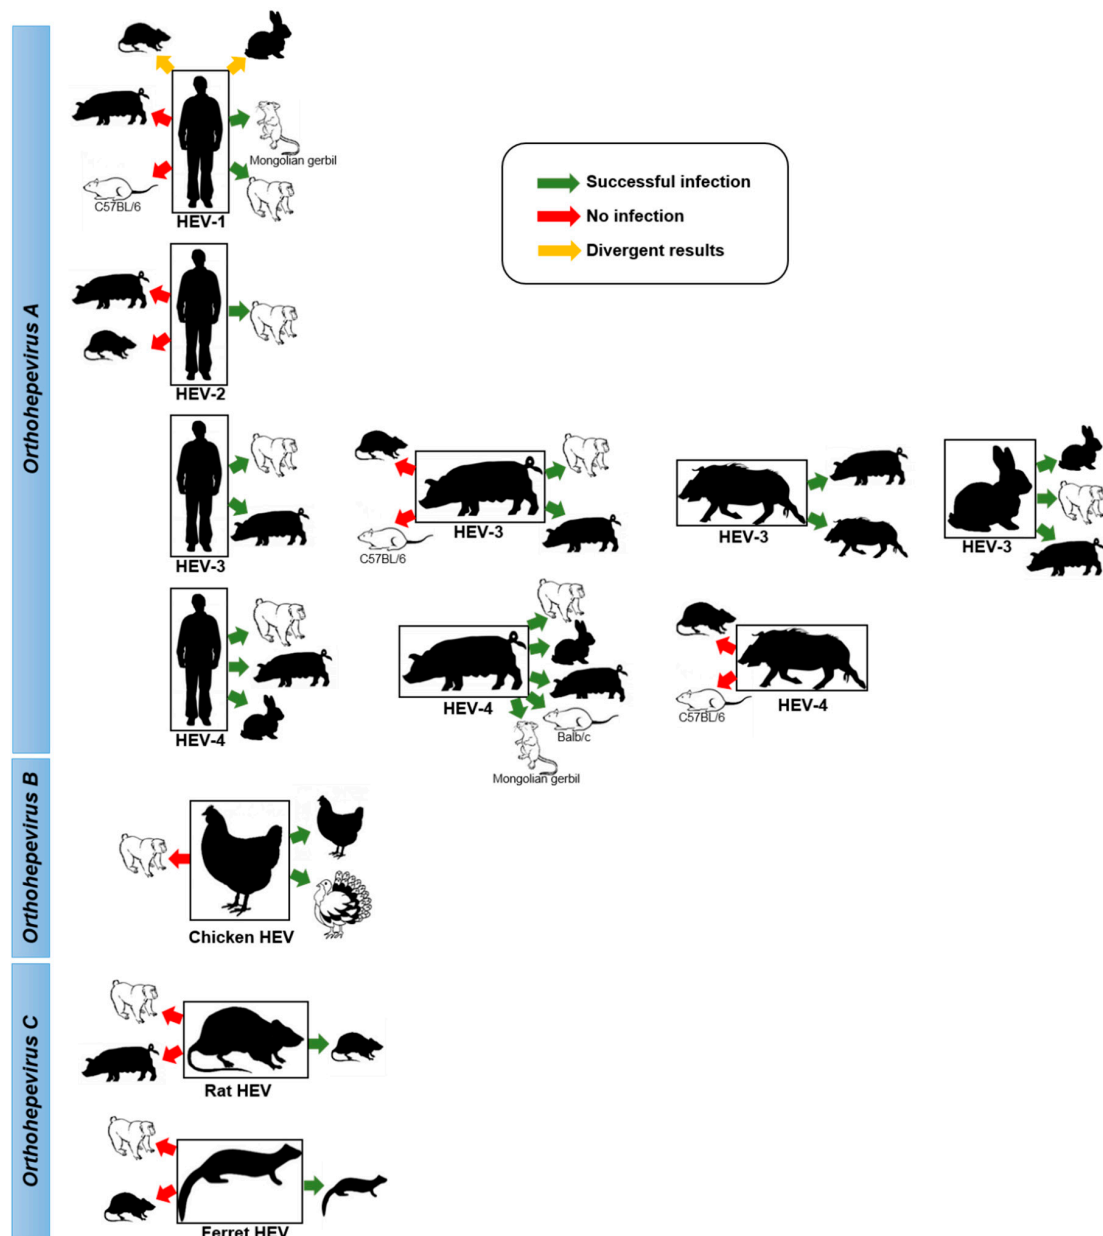 Orthohepevirus A
Mongolian gerbil
C57BL/6
HEV-1
Successful infection
No infection
Divergent results
HEV-2
C57BL/6
HEV-3
HEV-3
HEV-3
HEV-3
HEV-4
HEV-4
Balb/c
Mongolian gerbil
C57BL/6
HEV-4
Orthohepevirus B
Chicken HEV
Orthohepevirus C
Rat HEV
Ferret HEV